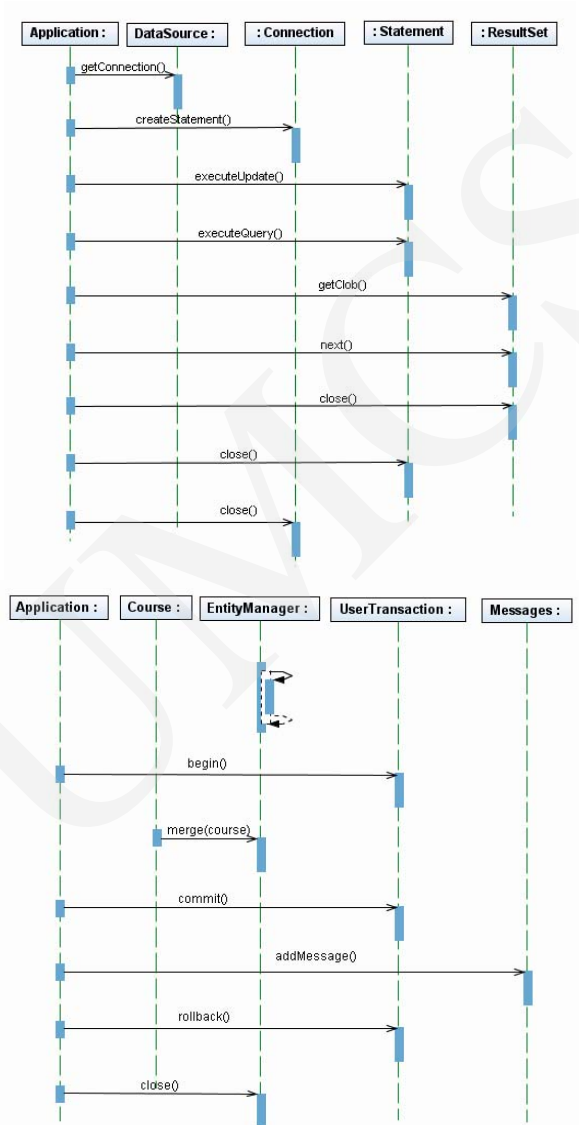 Application : DataSource : : Connection : Statement : ResultSet
getConnection()
createStatement()
executeUpdate()
executeQuery()
getClob()
next()
close()
close()
close()
Application : Course : EntityManager : UserTransaction : Messages :
begin()
merge(course)
commit()
addMessage()
rollback()
close()
UMCS